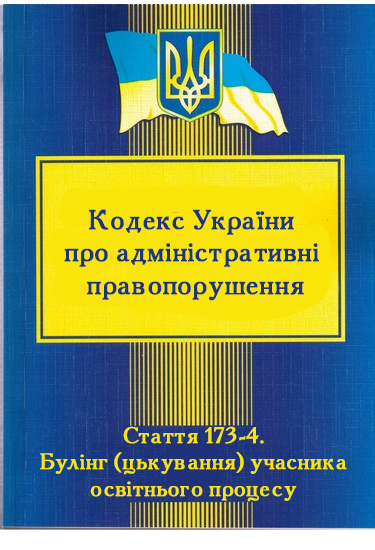 Кодекс України
про адміністративні
правопорушення
Стаття 173-4.
Булінг (цькування) учасника
освітнього процесу